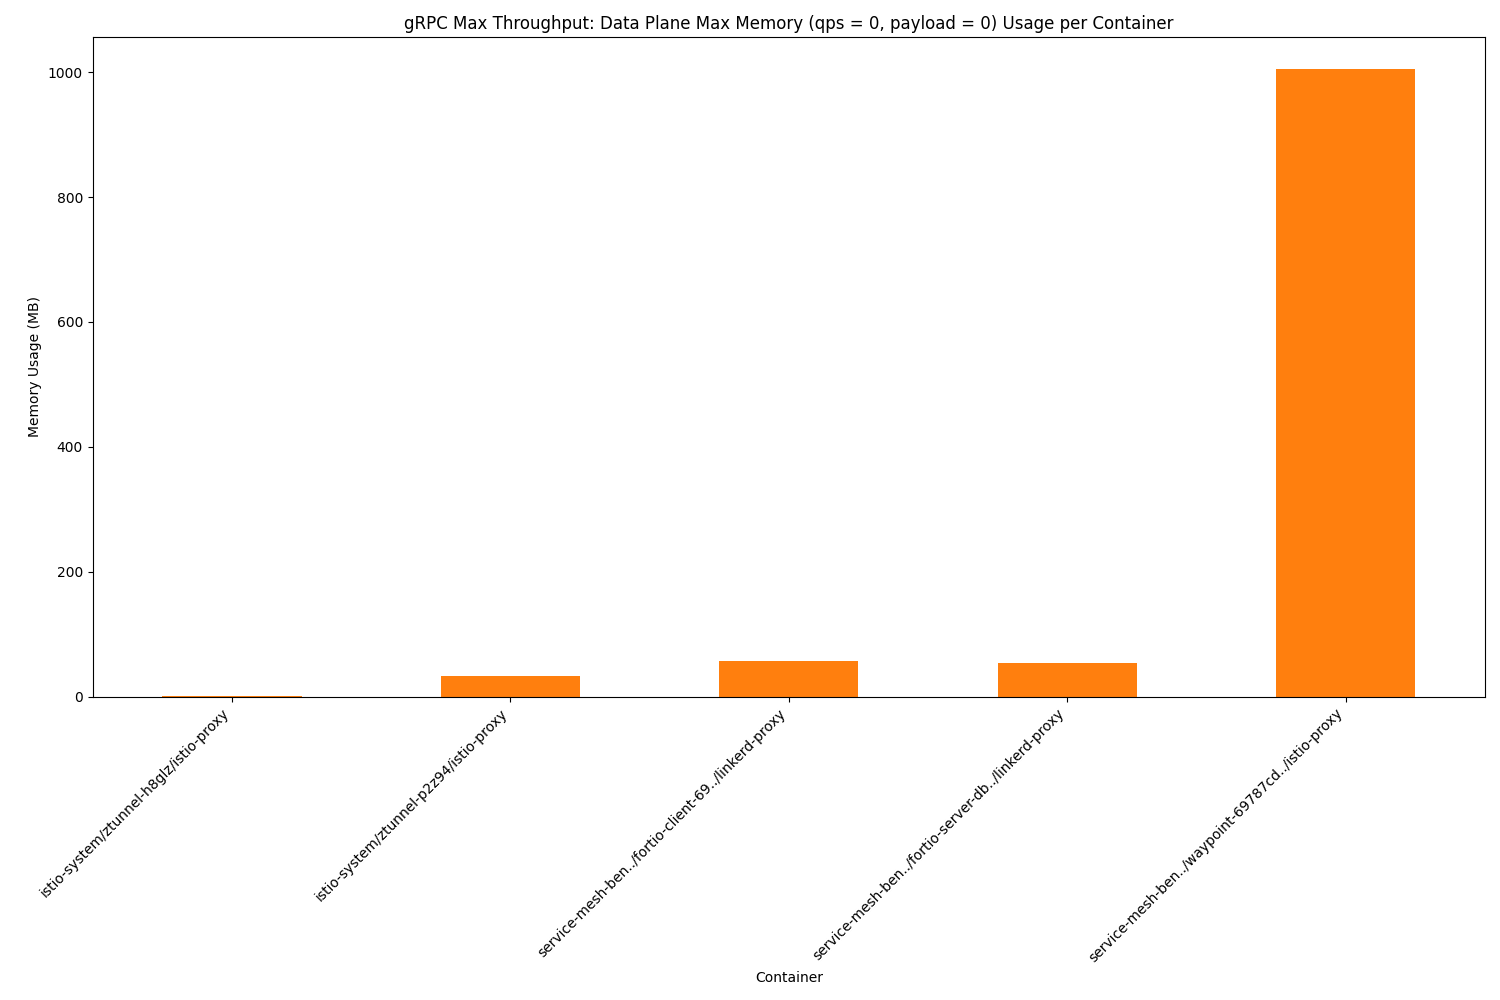 gRPC Max Throughput: Data Plane Max Memory (qps = 0, payload = 0) Usage per Container
Memory Usage (MB)
1000
800
600
400
200
0
istio-system/ztunnel-h8glz/istio-proxy
istio-system/ztunnel-p2z94/istio-proxy
service-mesh-ben../fortio-client-69../linkerd-proxy
service-mesh-ben../fortio-server-db../linkerd-proxy
service-mesh-ben../waypoint-69787cd../istio-proxy
Container